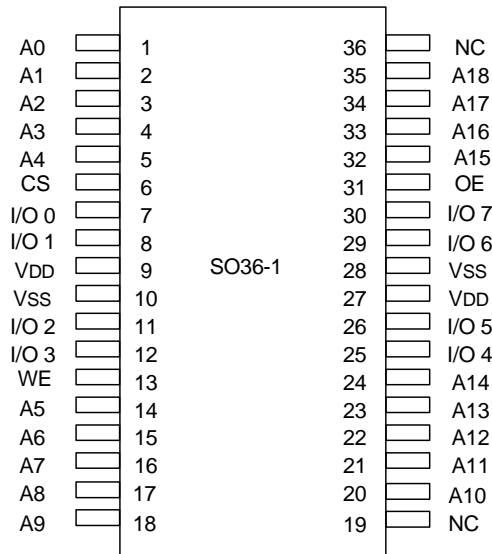 A0 1 36 NC
A1 2 35 A18
A2 3 34 A17
A3 4 33 A16
A4 5 32 A15
CS 6 31 OE
I/O 0 7 30 I/O 7
I/O 1 8 29 I/O 6
VDD 9 SO36-1 28 VSS
VSS 10 27 VDD
I/O 2 11 26 I/O 5
I/O 3 12 25 I/O 4
WE 13 24 A14
A5 14 23 A13
A6 15 22 A12
A7 16 21 A11
A8 17 20 A10
A9 18 19 NC